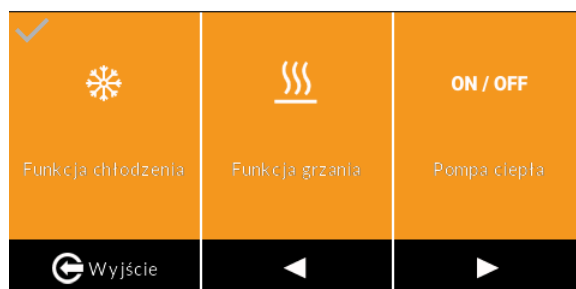 ON / OFF
Funkcja chłodzenia
Funkcja grzania
Pompa ciepła
Wyjście